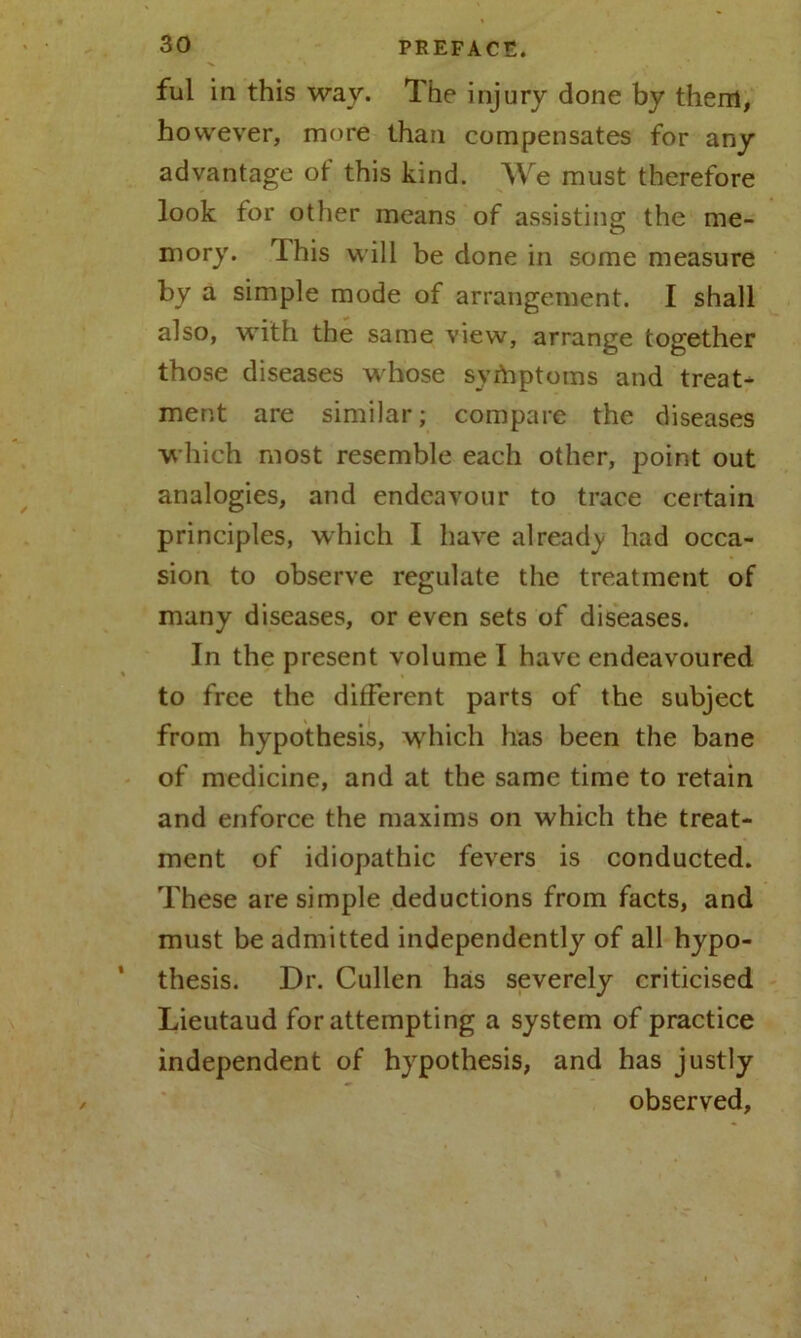 30 PREFACE.
ful in this way. The injury done by them,
however, more than compensates for any
advantage of this kind. We must therefore
look for other means of assisting the me-
mory. This will be done in some measure
by a simple mode of arrangement. I shall
also, with the same view, arrange together
those diseases whose symptoms and treat-
ment are similar; compare the diseases
which most resemble each other, point out
analogies, and endeavour to trace certain
principles, which I have already had occa-
sion to observe regulate the treatment of
many diseases, or even sets of diseases.
In the present volume I have endeavoured
to free the different parts of the subject
from hypothesis, which has been the bane
of medicine, and at the same time to retain
and enforce the maxims on which the treat-
ment of idiopathic fevers is conducted.
These are simple deductions from facts, and
must be admitted independently of all hypo-
thesis. Dr. Cullen has severely criticised
Lieutaud for attempting a system of practice
independent of hypothesis, and has justly
observed,